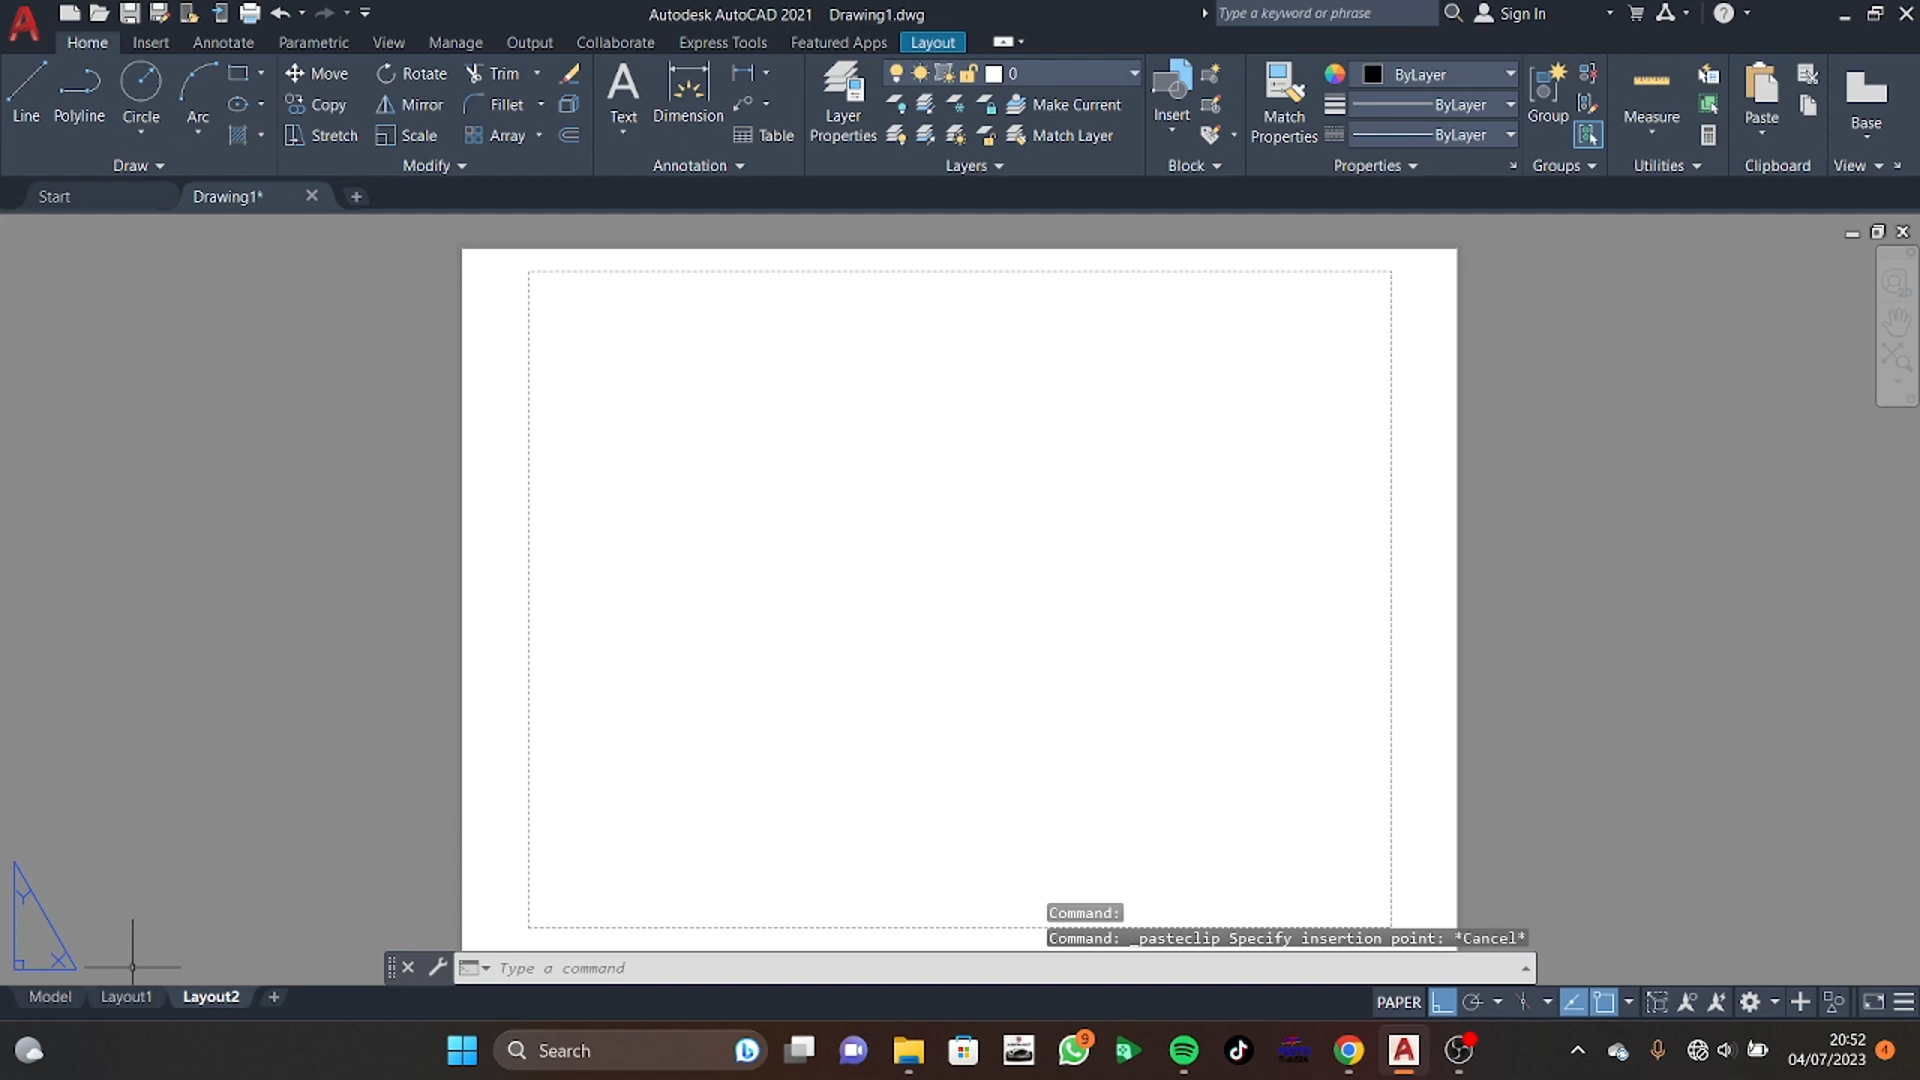 Autodesk AutoCAD 2021 Drawing1.dwg
Type a keyword or phrase
Sign In
Home Insert Annotate Parametric View Manage Output Collaborate Express Tools Featured Apps Layout
Line Polyline Circle Arc
Move Rotate Trim
Copy Mirror Fillet
Stretch Scale Array
Text Dimension
Table
Layer Properties
0
Make Current
Match Layer
Insert
Match Properties
ByLayer
ByLayer
ByLayer
Group
Measure
Paste
Base
Draw Modify Annotation Layers Block Properties Groups Utilities Clipboard View
Start Drawing1*
2D
Y
X
Command:
Command: _pasteclip Specify insertion point: *Cancel*
Type a command
Model Layout1 Layout2
PAPER
Search
9
20:52
04/07/2023
4